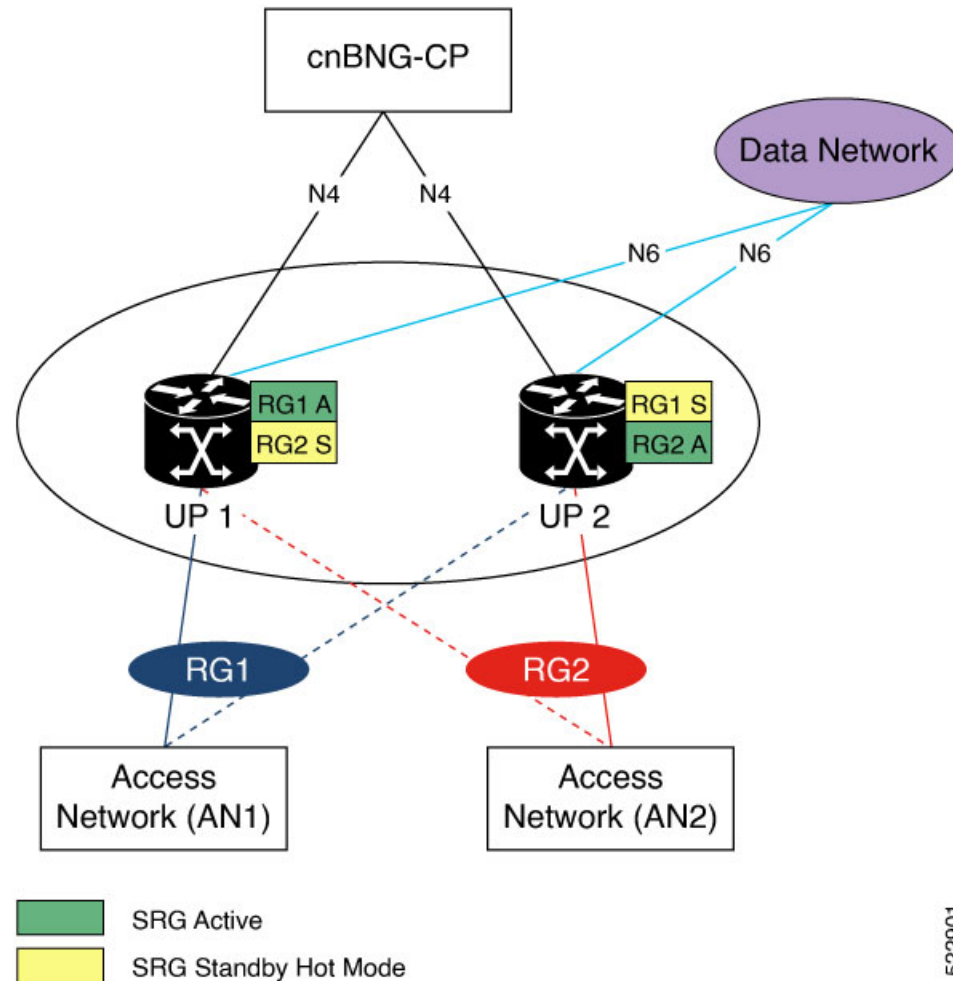 cnBNG-CP
Data Network
N4
N4
N6
N6
RG1 A
RG2 S
RG1 S
RG2 A
UP 1
UP 2
RG1
RG2
Access
Network (AN1)
Access
Network (AN2)
SRG Active
SRG Standby Hot Mode